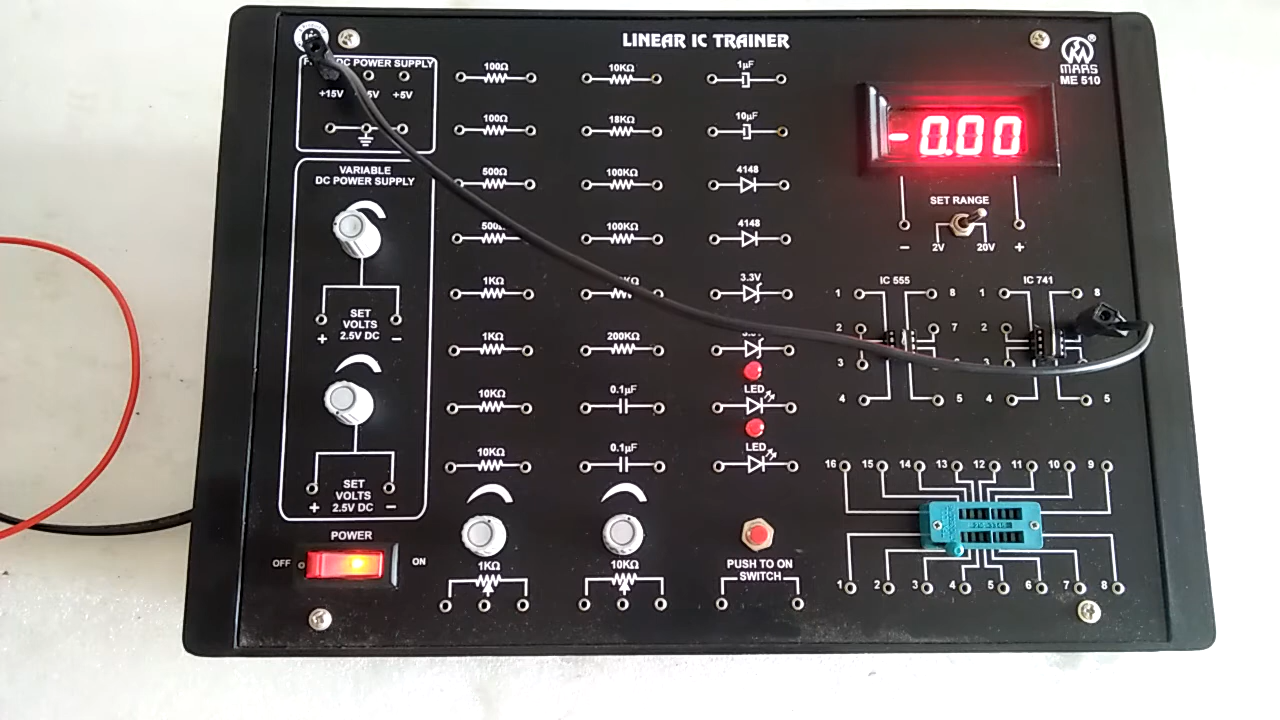 LINEAR IC TRAINER
MARS
ME 510
DC POWER SUPPLY
+15V 5V +5V
VARIABLE
DC POWER SUPPLY
SET
VOLTS
2.5V DC
+ −
SET
VOLTS
2.5V DC
+ −
POWER
OFF ON
100Ω
100Ω
500Ω
500Ω
1KΩ
1KΩ
10KΩ
10KΩ
1KΩ
10KΩ
18KΩ
100KΩ
100KΩ
KΩ
200KΩ
0.1µF
0.1µF
10KΩ
1µF
10µF
4148
4148
3.3V
LED
LED
PUSH TO ON
SWITCH
-0.00
SET RANGE
− 2V 20V +
IC 555
1 8
2 7
3
4 5
IC 741
1 8
2
3
4 5
16 15 14 13 12 11 10 9
1 2 3 4 5 6 7 8